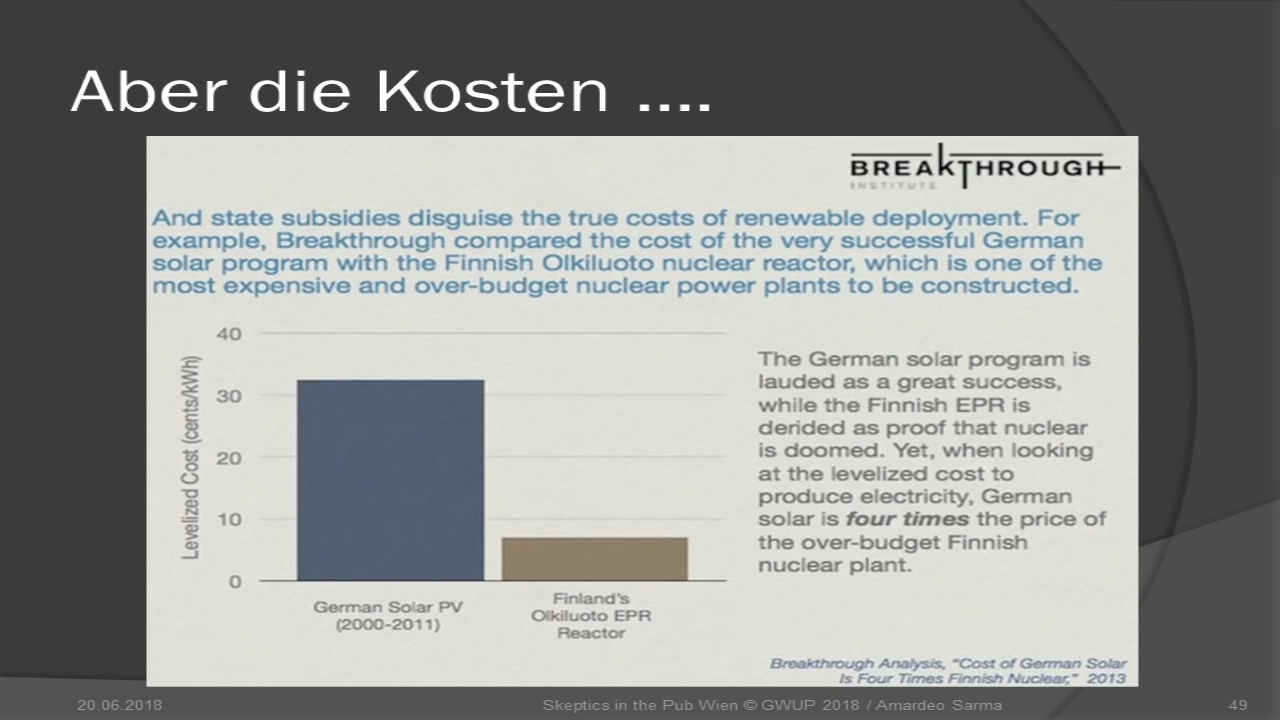 Aber die Kosten ....
BREAKTHROUGH
INSTITUTE
And state subsidies disguise the true costs of renewable deployment. For
example, Breakthrough compared the cost of the very successful German
solar program with the Finnish Olkiluoto nuclear reactor, which is one of the
most expensive and over-budget nuclear power plants to be constructed.
Levelized Cost (cents/kWh)
40
30
20
10
0
German Solar PV
(2000-2011)
Finland's
Olkiluoto EPR
Reactor
The German solar program is
lauded as a great success,
while the Finnish EPR is
derided as proof that nuclear
is doomed. Yet, when looking
at the levelized cost to
produce electricity, German
solar is four times the price of
the over-budget Finnish
nuclear plant.
Breakthrough Analysis, "Cost of German Solar
Is Four Times Finnish Nuclear," 2013
20.06.2018
Skeptics in the Pub Wien © GWUP 2018 / Amardeo Sarma
49